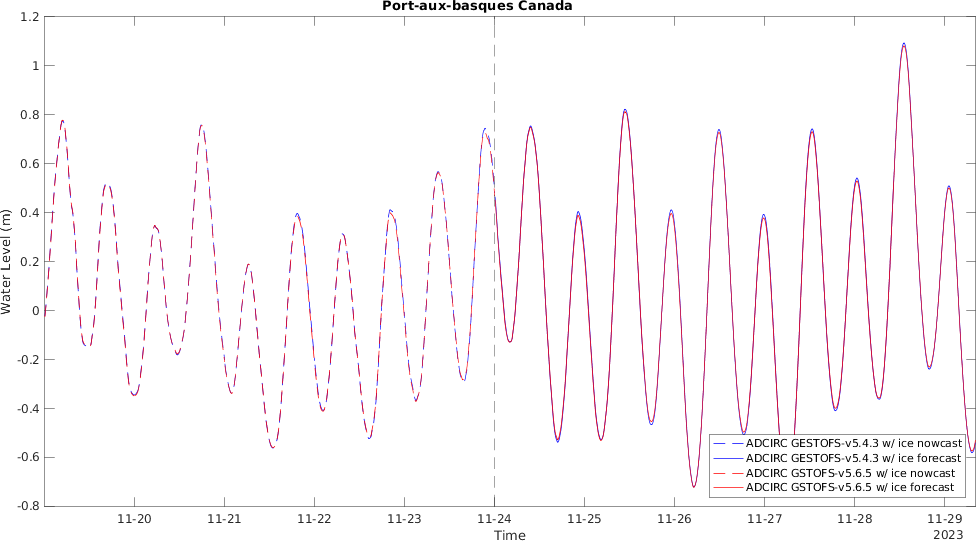 Port-aux-basques Canada
Water Level (m)
1.2
1
0.8
0.6
0.4
0.2
0
-0.2
-0.4
-0.6
-0.8
ADCIRC GESTOFS-v5.4.3 w/ ice nowcast
ADCIRC GESTOFS-v5.4.3 w/ ice forecast
ADCIRC GSTOFS-v5.6.5 w/ ice nowcast
ADCIRC GSTOFS-v5.6.5 w/ ice forecast
11-20 11-21 11-22 11-23 11-24 11-25 11-26 11-27 11-28 11-29
Time
2023